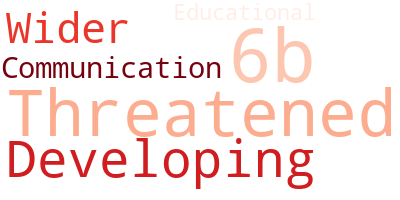 Educational
Wider
6b
Communication
Threatened
Developing